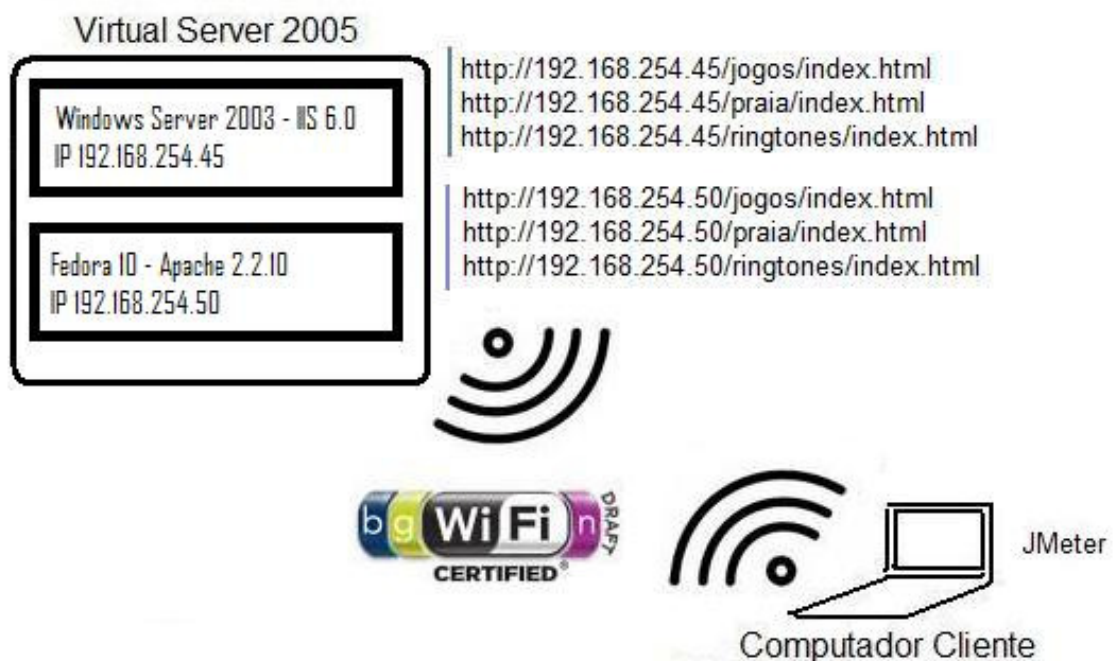 Virtual Server 2005
Windows Server 2003 - IIS 6.0
IP 192.168.254.45
http://192.168.254.45/jogos/index.html
http://192.168.254.45/praia/index.html
http://192.168.254.45/ringtones/index.html
Fedora 10 - Apache 2.2.10
IP 192.168.254.50
http://192.168.254.50/jogos/index.html
http://192.168.254.50/praia/index.html
http://192.168.254.50/ringtones/index.html
b g Wi Fi n DRAFT
CERTIFIED®
JMeter
Computador Cliente